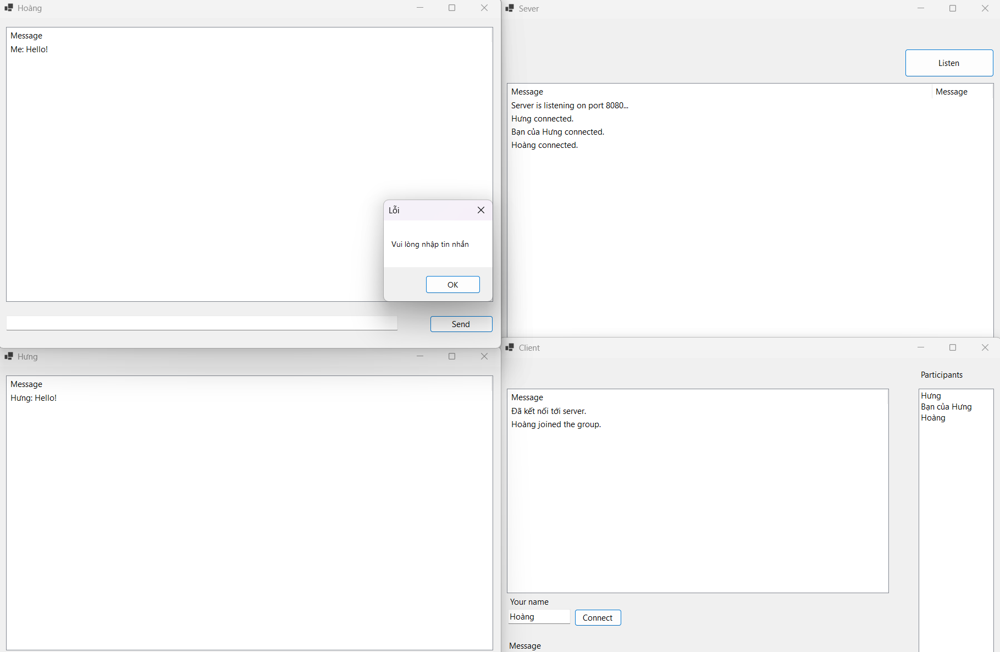 Hoàng
Message
Me: Hello!
Lỗi
Vui lòng nhập tin nhắn
OK
Send
Sever
Listen
Message Message
Server is listening on port 8080...
Hưng connected.
Bạn của Hưng connected.
Hoàng connected.
Hưng
Message
Hưng: Hello!
Client
Participants
Message
Đã kết nối tới server.
Hoàng joined the group.
Hưng
Bạn của Hưng
Hoàng
Your name
Hoàng
Connect
Message